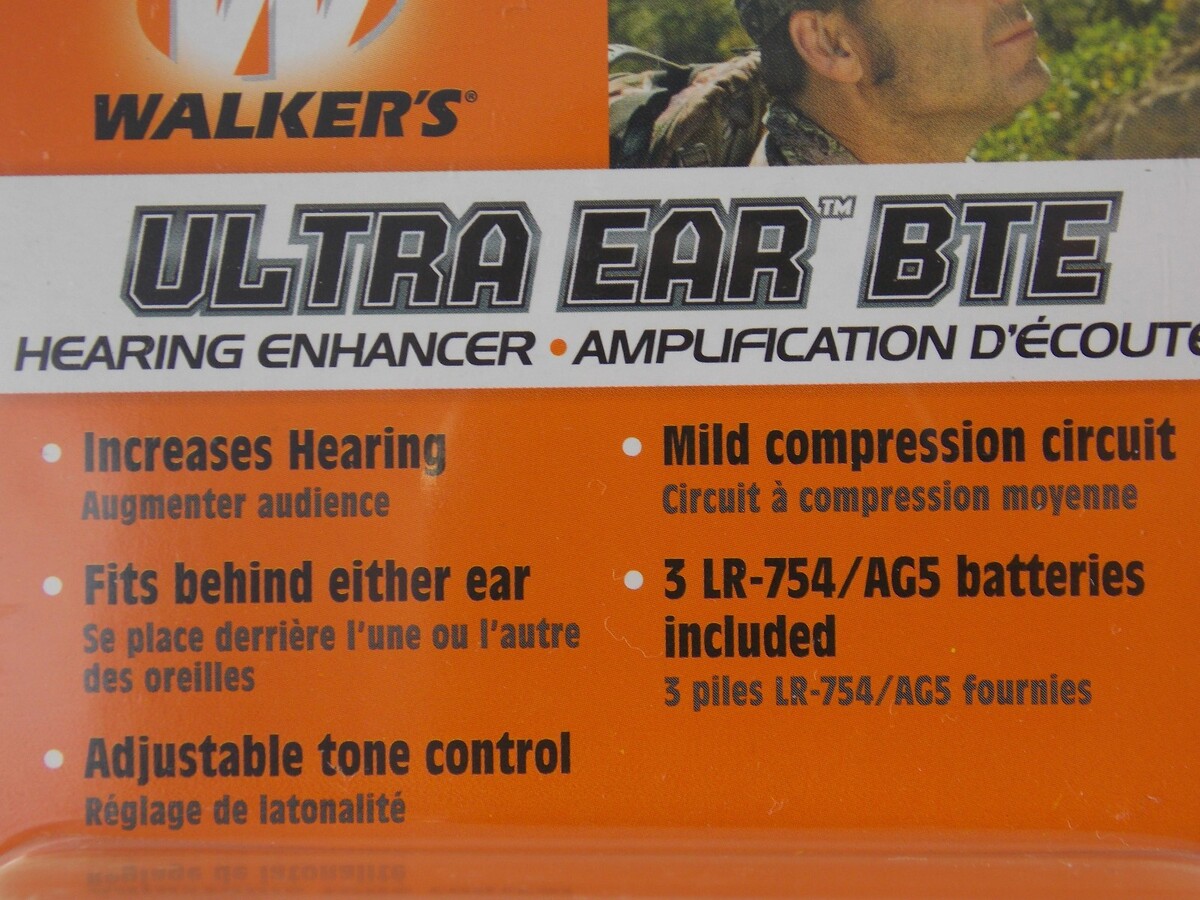 WALKER'S®
ULTRA EAR™ BTE
HEARING ENHANCER • AMPLIFICATION D'ÉCOUTE
• Increases Hearing
Augmenter audience
• Fits behind either ear
Se place derrière l'une ou l'autre
des oreilles
• Adjustable tone control
Réglage de latonalité
• Mild compression circuit
Circuit à compression moyenne
• 3 LR-754/AG5 batteries
included
3 piles LR-754/AG5 fournies